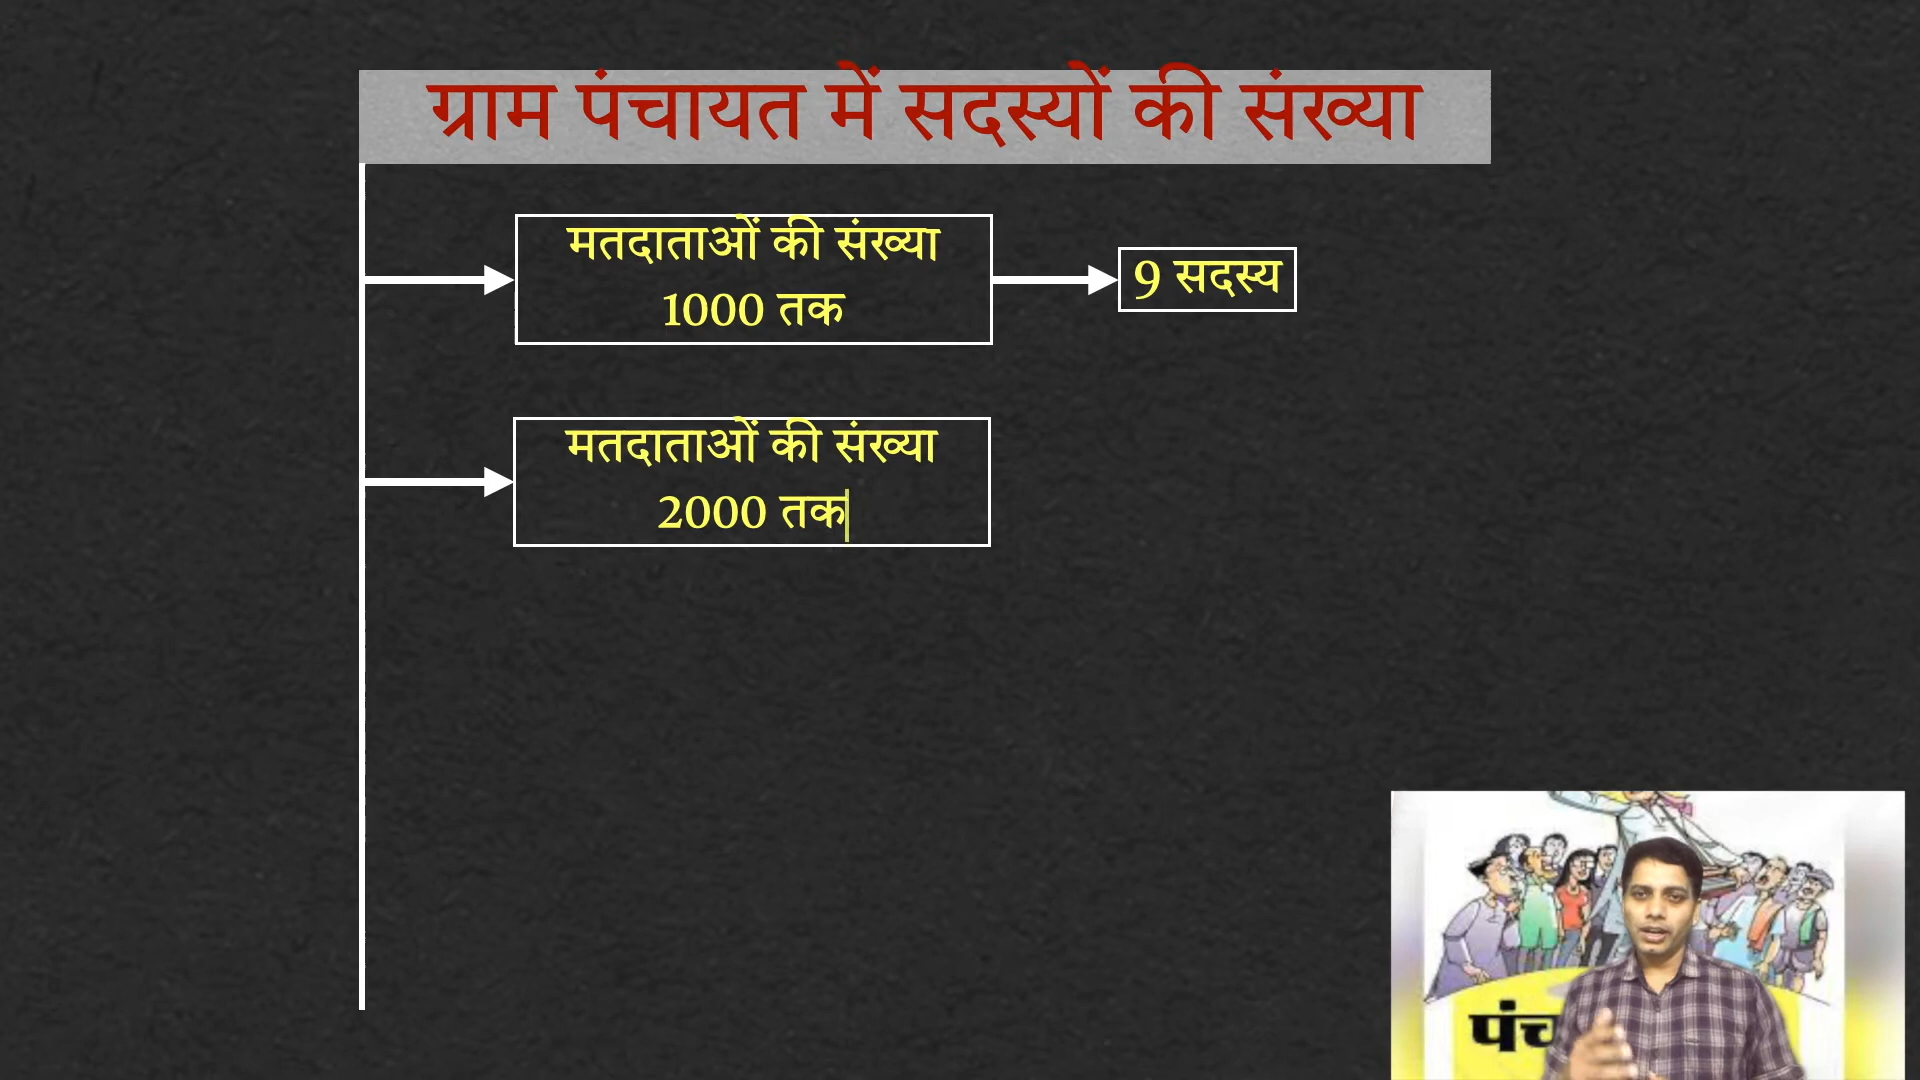 ग्राम पंचायत में सदस्यों की संख्या
मतदाताओं की संख्या
1000 तक
9 सदस्य
मतदाताओं की संख्या
2000 तक